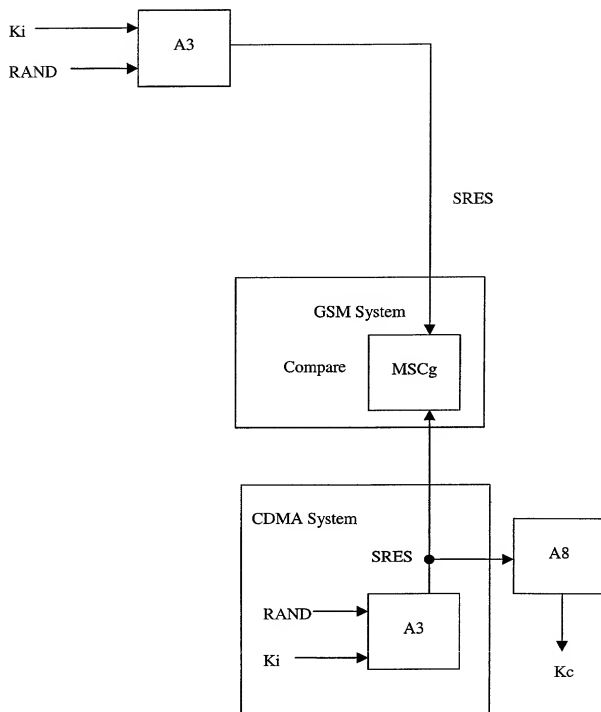 Ki
A3
RAND
SRES
GSM System
Compare
MSCg
CDMA System
SRES
A8
RAND
A3
Ki
Kc